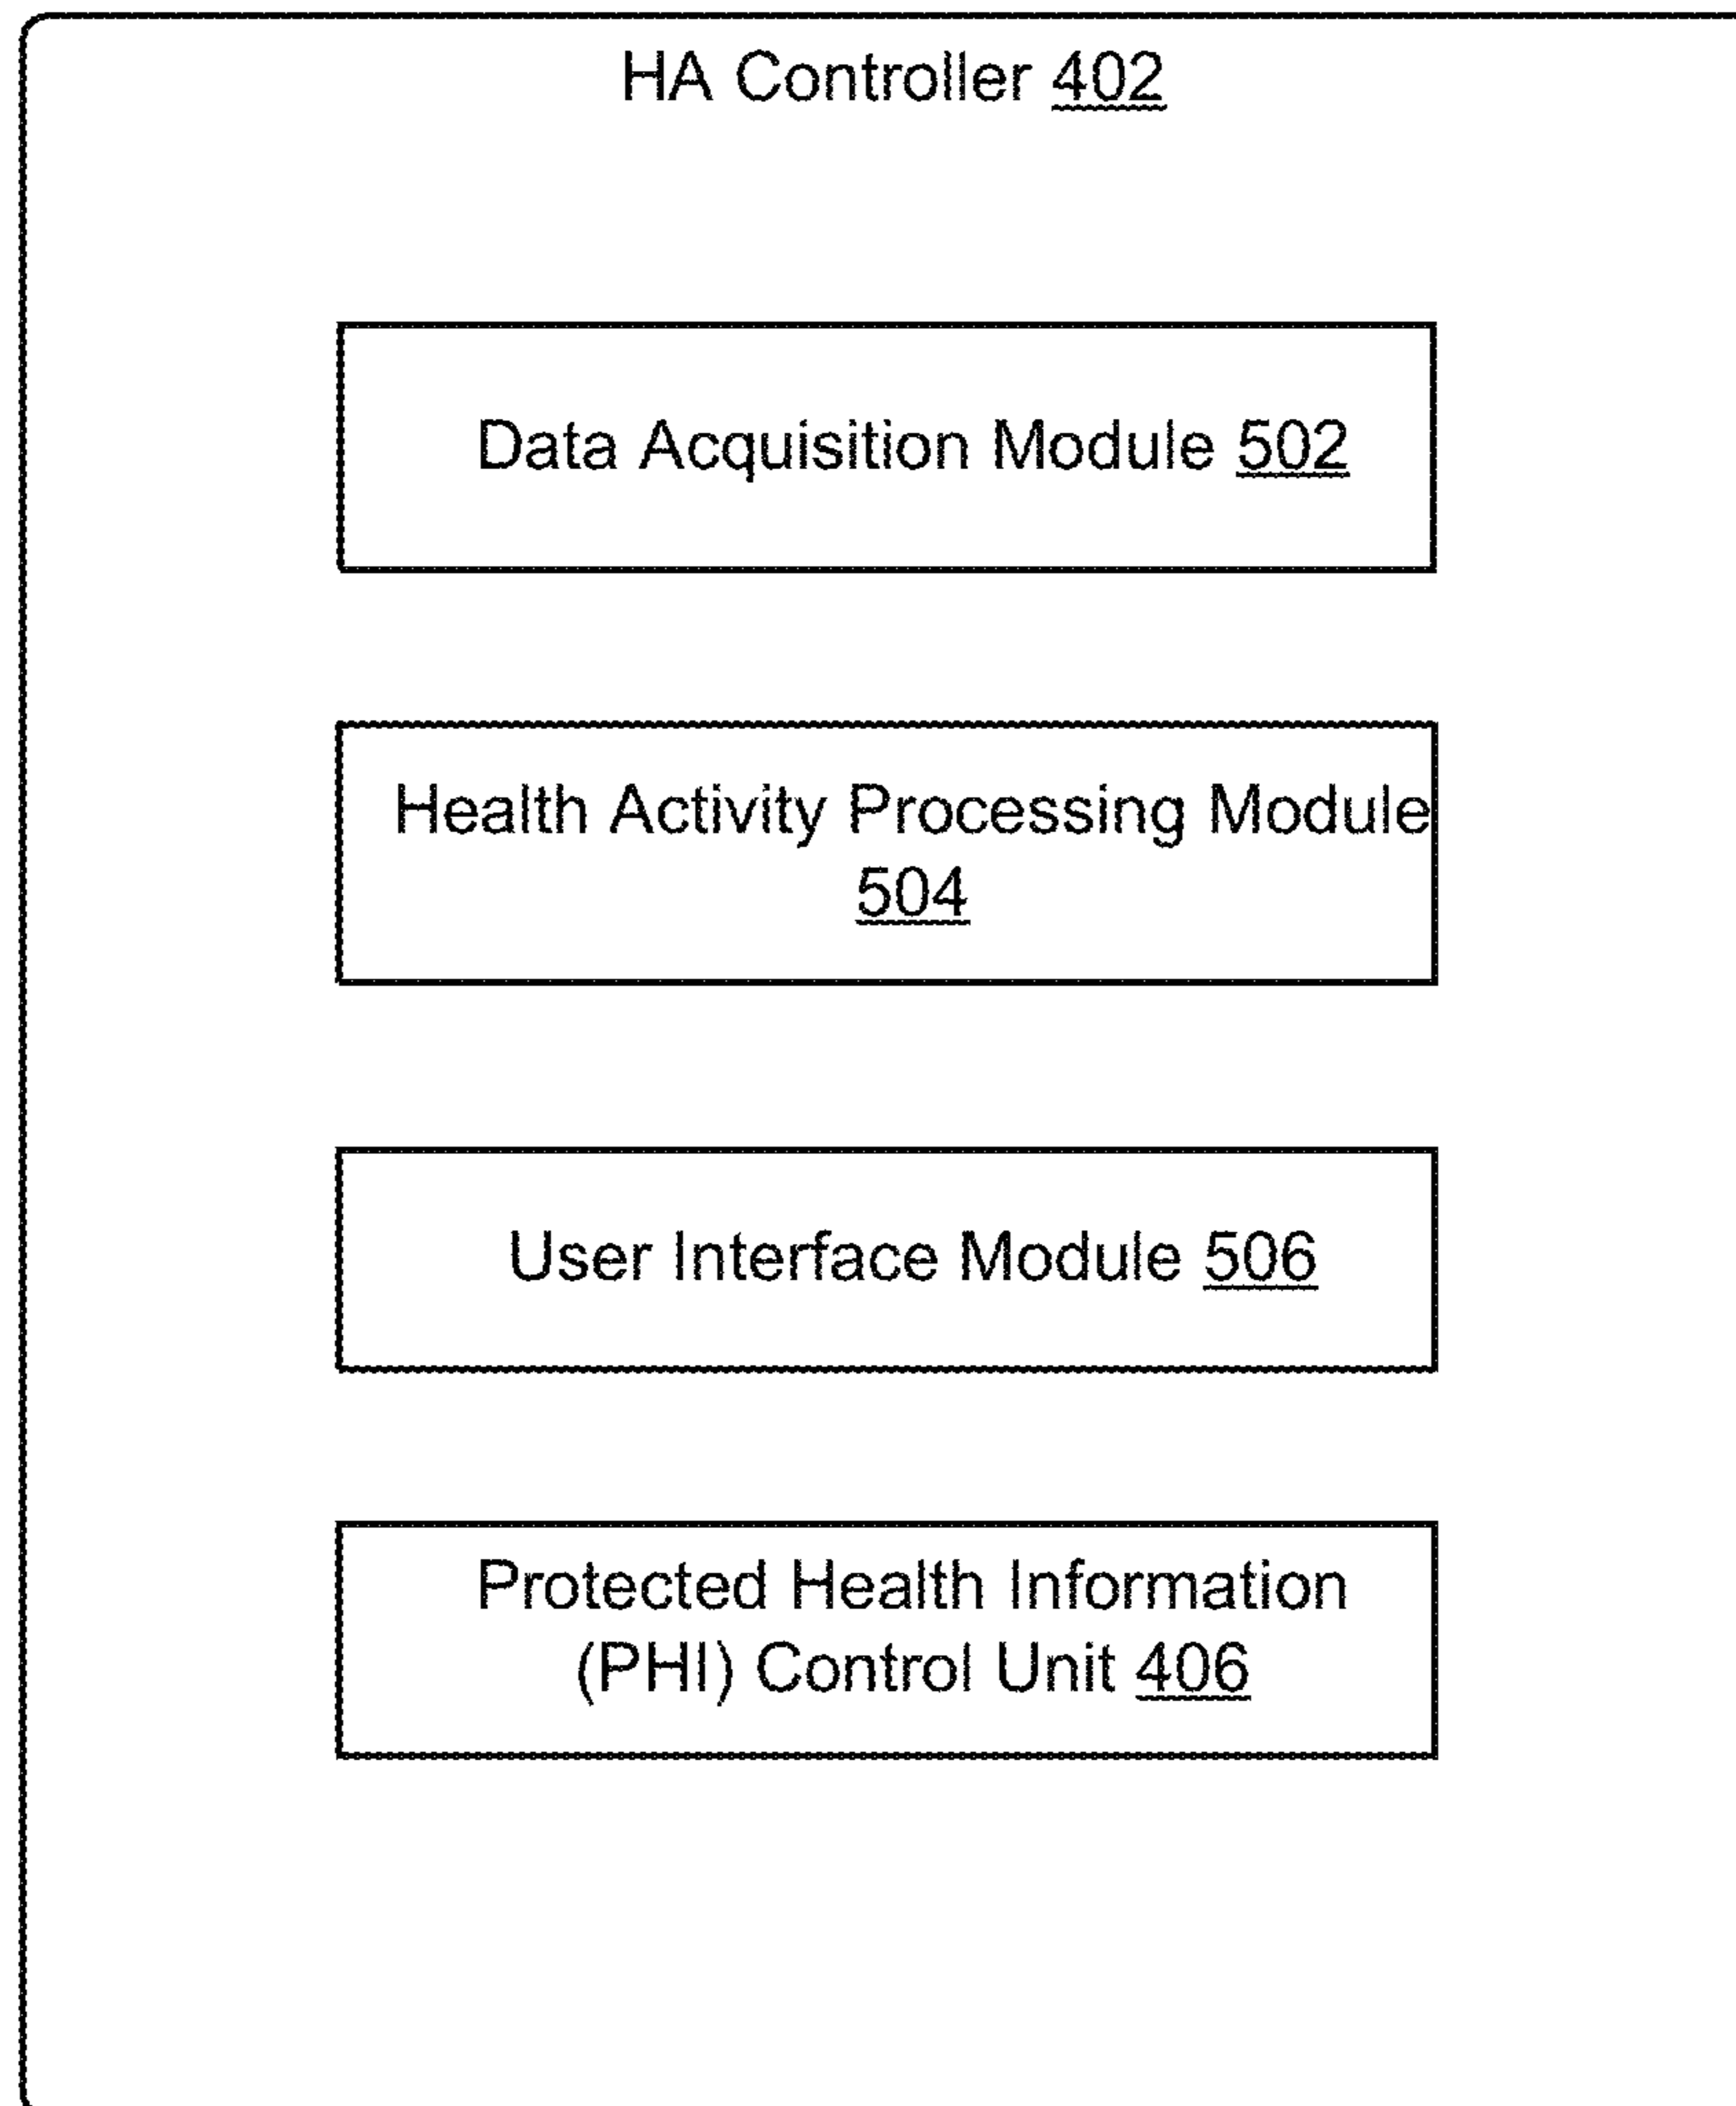 HA Controller 402
Data Acquisition Module 502
Health Activity Processing Module
504
User Interface Module 506
Protected Health Information
(PHI) Control Unit 406